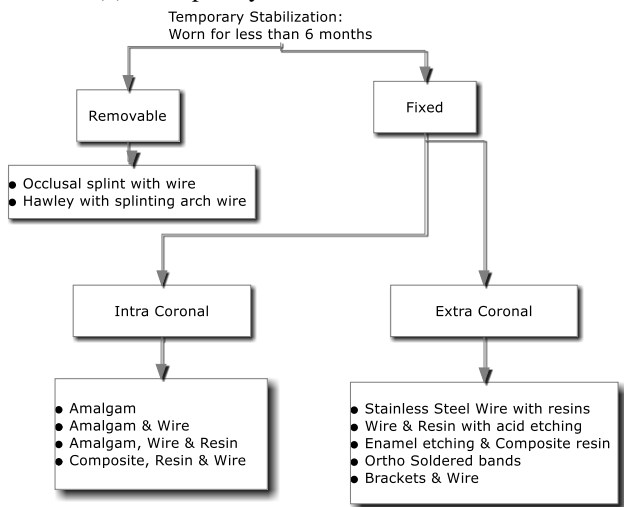 Temporary Stabilization:
Worn for less than 6 months
Removable
Fixed
● Occlusal splint with wire
● Hawley with splinting arch wire
Intra Coronal
Extra Coronal
● Amalgam
● Amalgam & Wire
● Amalgam, Wire & Resin
● Composite, Resin & Wire
● Stainless Steel Wire with resins
● Wire & Resin with acid etching
● Enamel etching & Composite resin
● Ortho Soldered bands
● Brackets & Wire